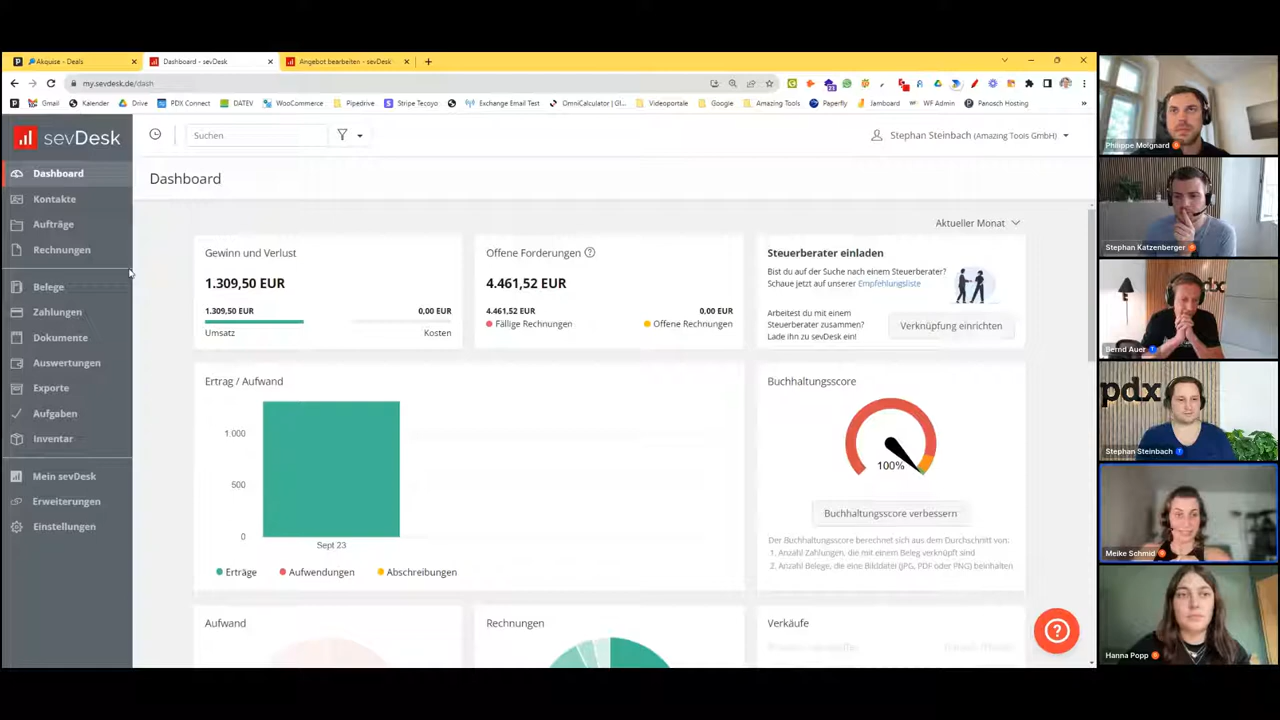 Akquise - Deals
Dashboard - sevDesk
Angebot bearbeiten - sevDesk
my.sevdesk.de/dash
Gmail
Kalender
Drive
PDX Connect
DATEV
WooCommerce
Pipedrive
Stripe Tecoyo
Exchange Email Test
OmniCalculator | Gl...
Videoportale
Google
Amazing Tools
Paperfly
Jamboard
WF Admin
Panosch Hosting
sevDesk
Suchen
Stephan Steinbach (Amazing Tools GmbH)
Dashboard
Kontakte
Aufträge
Rechnungen
Belege
Zahlungen
Dokumente
Auswertungen
Exporte
Aufgaben
Inventar
Mein sevDesk
Erweiterungen
Einstellungen
Dashboard
Aktueller Monat
Gewinn und Verlust
1.309,50 EUR
1.309,50 EUR
0,00 EUR
Umsatz
Kosten
Offene Forderungen
4.461,52 EUR
4.461,52 EUR
0,00 EUR
Fällige Rechnungen
Offene Rechnungen
Steuerberater einladen
Bist du auf der Suche nach einem Steuerberater?
Schaue jetzt auf unserer Empfehlungsliste
Arbeitest du mit einem
Steuerberater zusammen?
Lade ihn zu sevDesk ein!
Verknüpfung einrichten
Ertrag / Aufwand
1.000
500
0
Sept 23
Erträge
Aufwendungen
Abschreibungen
Buchhaltungsscore
100%
Buchhaltungsscore verbessern
Der Buchhaltungsscore berechnet sich aus dem Durchschnitt von:
1. Anzahl Zahlungen, die mit einem Beleg verknüpft sind
2. Anzahl Belege, die eine Bilddatei (JPG, PDF oder PNG) beinhalten
Aufwand
Rechnungen
Verkäufe
Philippe Moignard
Stephan Katzenberger
Bernd Auer
pdx
Stephan Steinbach
Meike Schmid
Hanna Popp